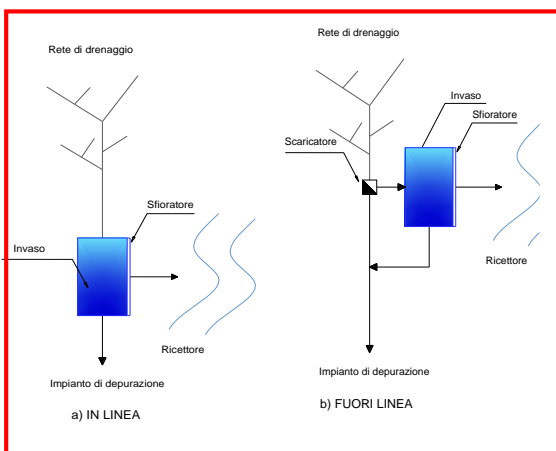 Rete di drenaggio
Sfioratore
Invaso
Ricettore
Impianto di depurazione
a) IN LINEA
Rete di drenaggio
Invaso
Sfioratore
Scaricatore
Ricettore
Impianto di depurazione
b) FUORI LINEA